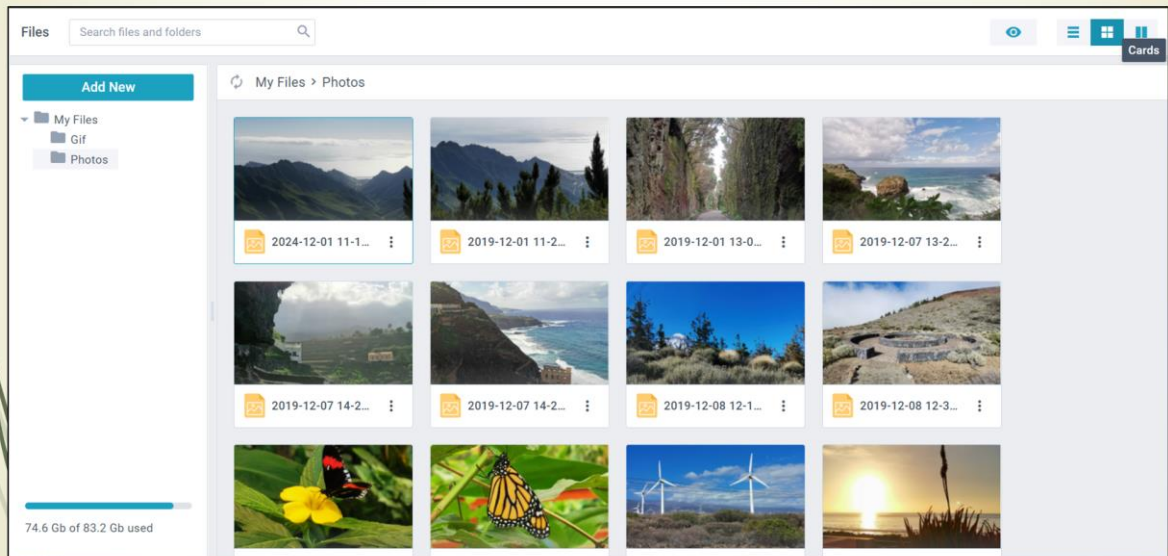 Files
Search files and folders
Cards
Add New
My Files
Gif
Photos
74.6 Gb of 83.2 Gb used
My Files > Photos
2024-12-01 11-1...
2019-12-01 11-2...
2019-12-01 13-0...
2019-12-07 13-2...
2019-12-07 14-2...
2019-12-07 14-2...
2019-12-08 12-1...
2019-12-08 12-3...